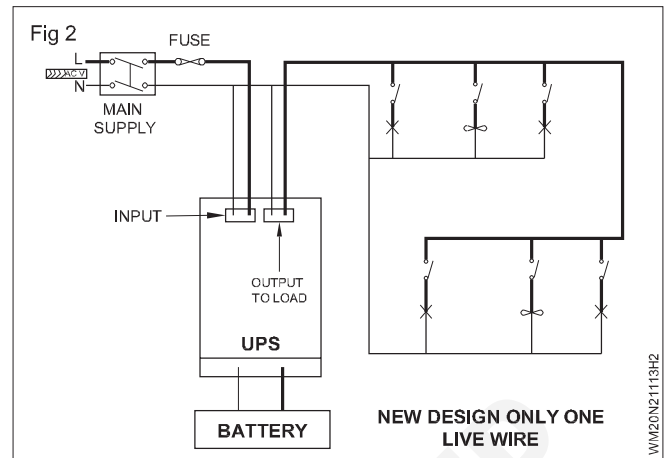 Fig 2
FUSE
L
AC V
N
MAIN
SUPPLY
INPUT
OUTPUT
TO LOAD
UPS
BATTERY
NEW DESIGN ONLY ONE
LIVE WIRE
WM20N21113H2